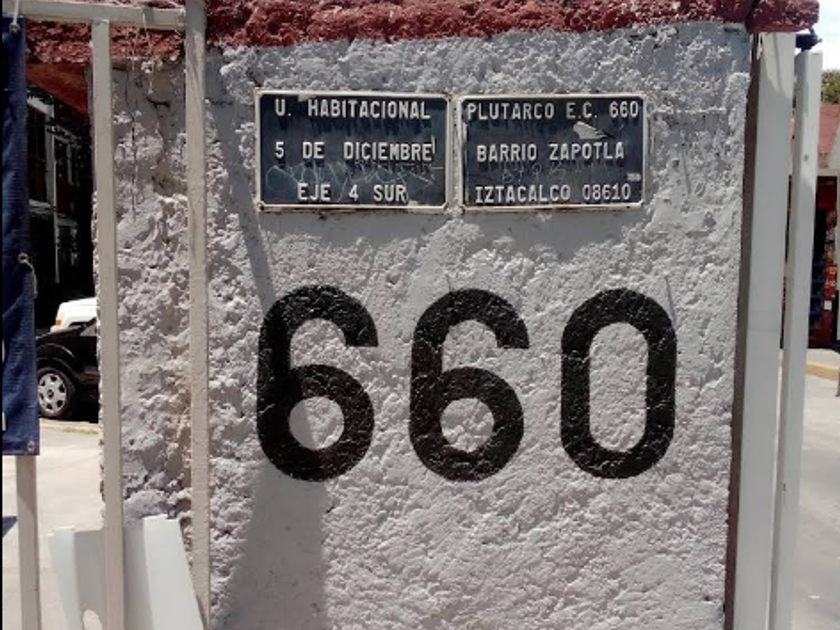 U. HABITACIONAL
5 DE DICIEMBRE
EJE 4 SUR
PLUTARCO E.C. 660
BARRIO ZAPOTLA
IZTACALCO 08610
660